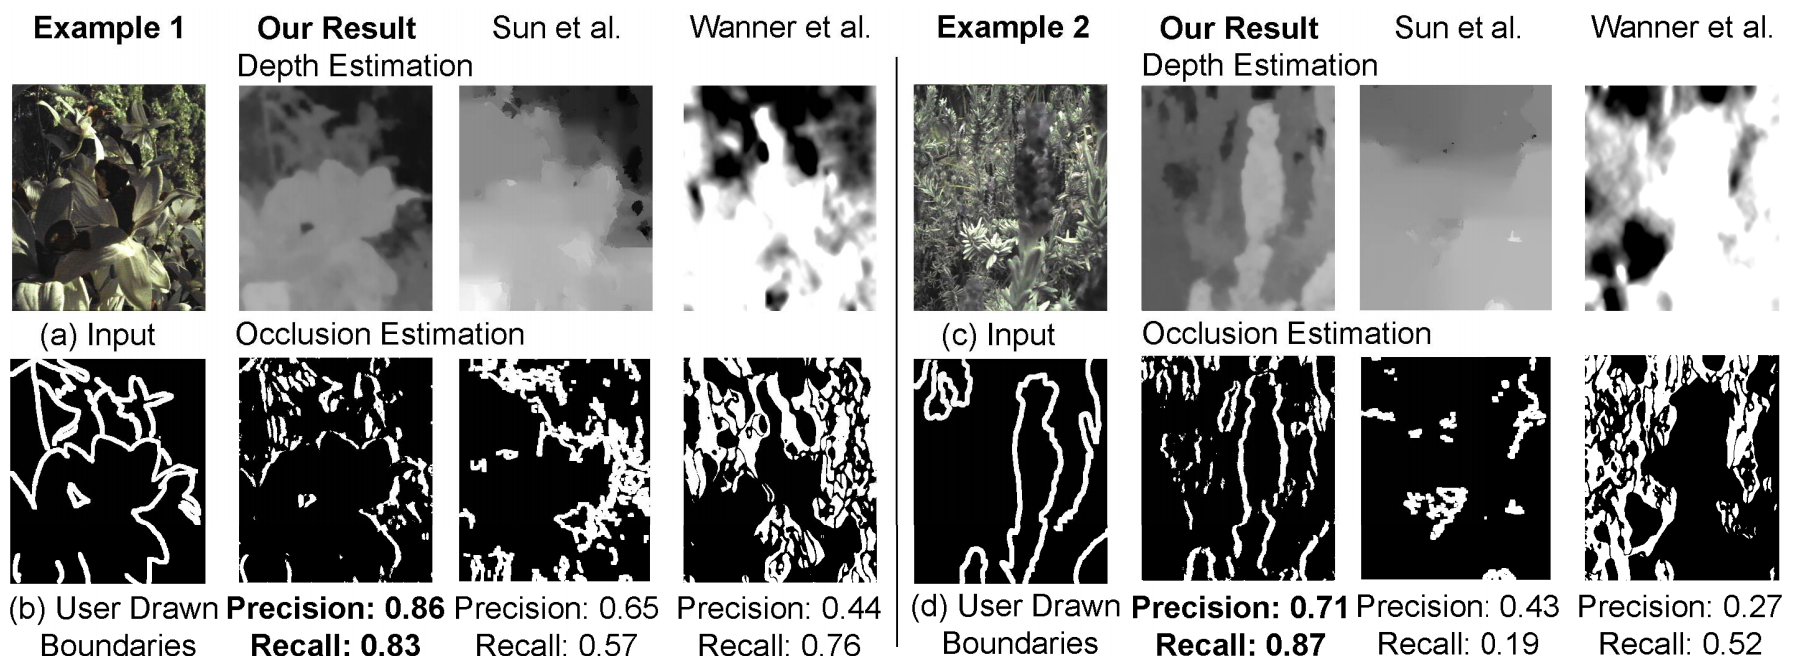 Example 1 Our Result Sun et al. Wanner et al. Example 2 Our Result Sun et al. Wanner et al.
Depth Estimation Depth Estimation
(a) Input Occlusion Estimation (c) Input Occlusion Estimation
(b) User Drawn Precision: 0.86 Precision: 0.65 Precision: 0.44 (d) User Drawn Precision: 0.71 Precision: 0.43 Precision: 0.27
Boundaries Recall: 0.83 Recall: 0.57 Recall: 0.76 Boundaries Recall: 0.87 Recall: 0.19 Recall: 0.52